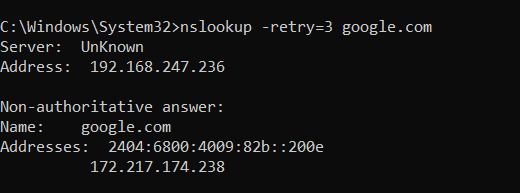 C:\Windows\System32>nslookup -retry=3 google.com
Server:  UnKnown
Address:  192.168.247.236

Non-authoritative answer:
Name:    google.com
Addresses:  2404:6800:4009:82b::200e
          172.217.174.238